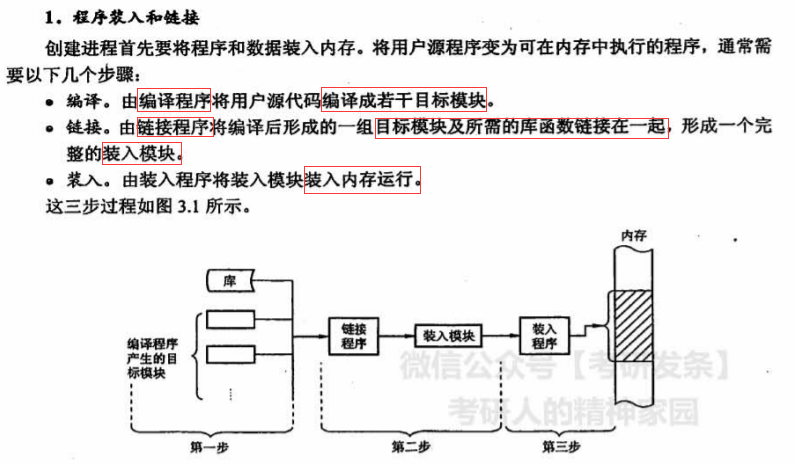 1．程序装入和链接
创建进程首先要将程序和数据装入内存。将用户源程序变为可在内存中执行的程序，通常需
要以下几个步骤：
● 编译。由编译程序将用户源代码编译成若干目标模块。
● 链接。由链接程序将编译后形成的一组目标模块及所需的库函数链接在一起，形成一个完
整的装入模块。
● 装入。由装入程序将装入模块装入内存运行。
这三步过程如图 3.1 所示。
内存
库
编译程序
产生的目
标模块
链接
程序
装入模块
装入
程序
微信公众号【考研发条】
考研人的精神家园
第一步
第二步
第三步